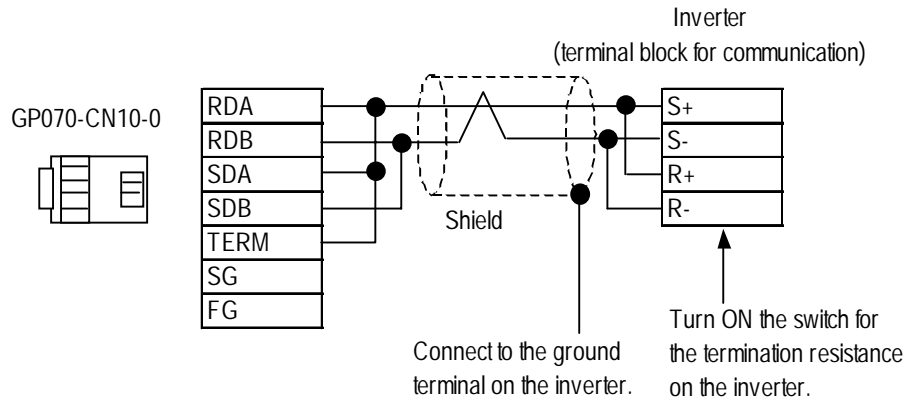 Inverter
(terminal block for communication)
GP070-CN10-0
RDA
RDB
SDA
SDB
TERM
SG
FG
S+
S-
R+
R-
Shield
Connect to the ground
terminal on the inverter.
Turn ON the switch for
the termination resistance
on the inverter.